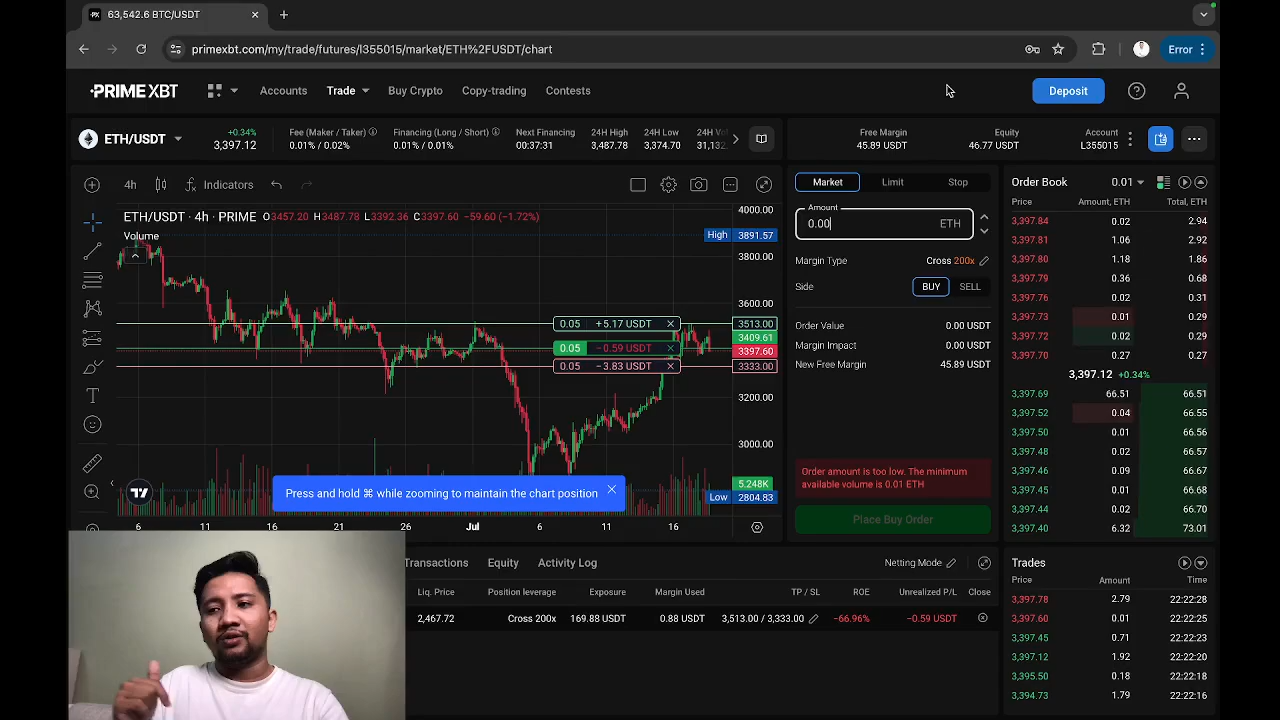 63,542.6 BTC/USDT
primexbt.com/my/trade/futures/l355015/market/ETH%2FUSDT/chart
Error
PRIME XBT
Accounts
Trade
Buy Crypto
Copy-trading
Contests
Deposit
ETH/USDT
+0.34%
3,397.12
Fee (Maker / Taker)
0.01% / 0.02%
Financing (Long / Short)
0.01% / 0.01%
Next Financing
00:37:31
24H High
3,487.78
24H Low
3,374.70
24H Vo
31,132
Free Margin
45.89 USDT
Equity
46.77 USDT
Account
L355015
4h
Indicators
ETH/USDT · 4h · PRIME O3457.20 H3487.78 L3392.36 C3397.60 −59.60 (−1.72%)
Volume
4000.00
High 3891.57
3800.00
3600.00
0.05 +5.17 USDT
3513.00
3409.61
0.05 −0.59 USDT
3397.60
0.05 −3.83 USDT
3333.00
3200.00
3000.00
5.248K
Low 2804.83
Press and hold ⌘ while zooming to maintain the chart position
6 11 16 21 26 Jul 6 11 16
Market
Limit
Stop
Amount
0.00
ETH
Margin Type
Cross 200x
Side
BUY
SELL
Order Value
0.00 USDT
Margin Impact
0.00 USDT
New Free Margin
45.89 USDT
Order amount is too low. The minimum
available volume is 0.01 ETH
Place Buy Order
Order Book
0.01
Price Amount, ETH Total, ETH
3,397.84 0.02 2.94
3,397.81 1.06 2.92
3,397.80 1.18 1.86
3,397.79 0.36 0.68
3,397.76 0.02 0.31
3,397.73 0.01 0.29
3,397.72 0.02 0.29
3,397.70 0.27 0.27
3,397.12 +0.34%
3,397.69 66.51 66.51
3,397.52 0.04 66.55
3,397.50 0.01 66.56
3,397.48 0.02 66.58
3,397.46 0.09 66.67
3,397.45 0.01 66.68
3,397.44 0.02 66.70
3,397.40 6.32 73.01
Transactions
Equity
Activity Log
Netting Mode
Liq. Price
Position leverage
Exposure
Margin Used
TP / SL
ROE
Unrealized P/L
Close
2,467.72
Cross 200x
169.88 USDT
0.88 USDT
3,513.00 / 3,333.00
−66.96%
−0.59 USDT
Trades
Price Amount Time
3,397.78 2.79 22:22:28
3,397.60 0.01 22:22:25
3,397.45 0.71 22:22:23
3,397.12 1.92 22:22:20
3,395.50 0.18 22:22:18
3,394.73 1.79 22:22:16